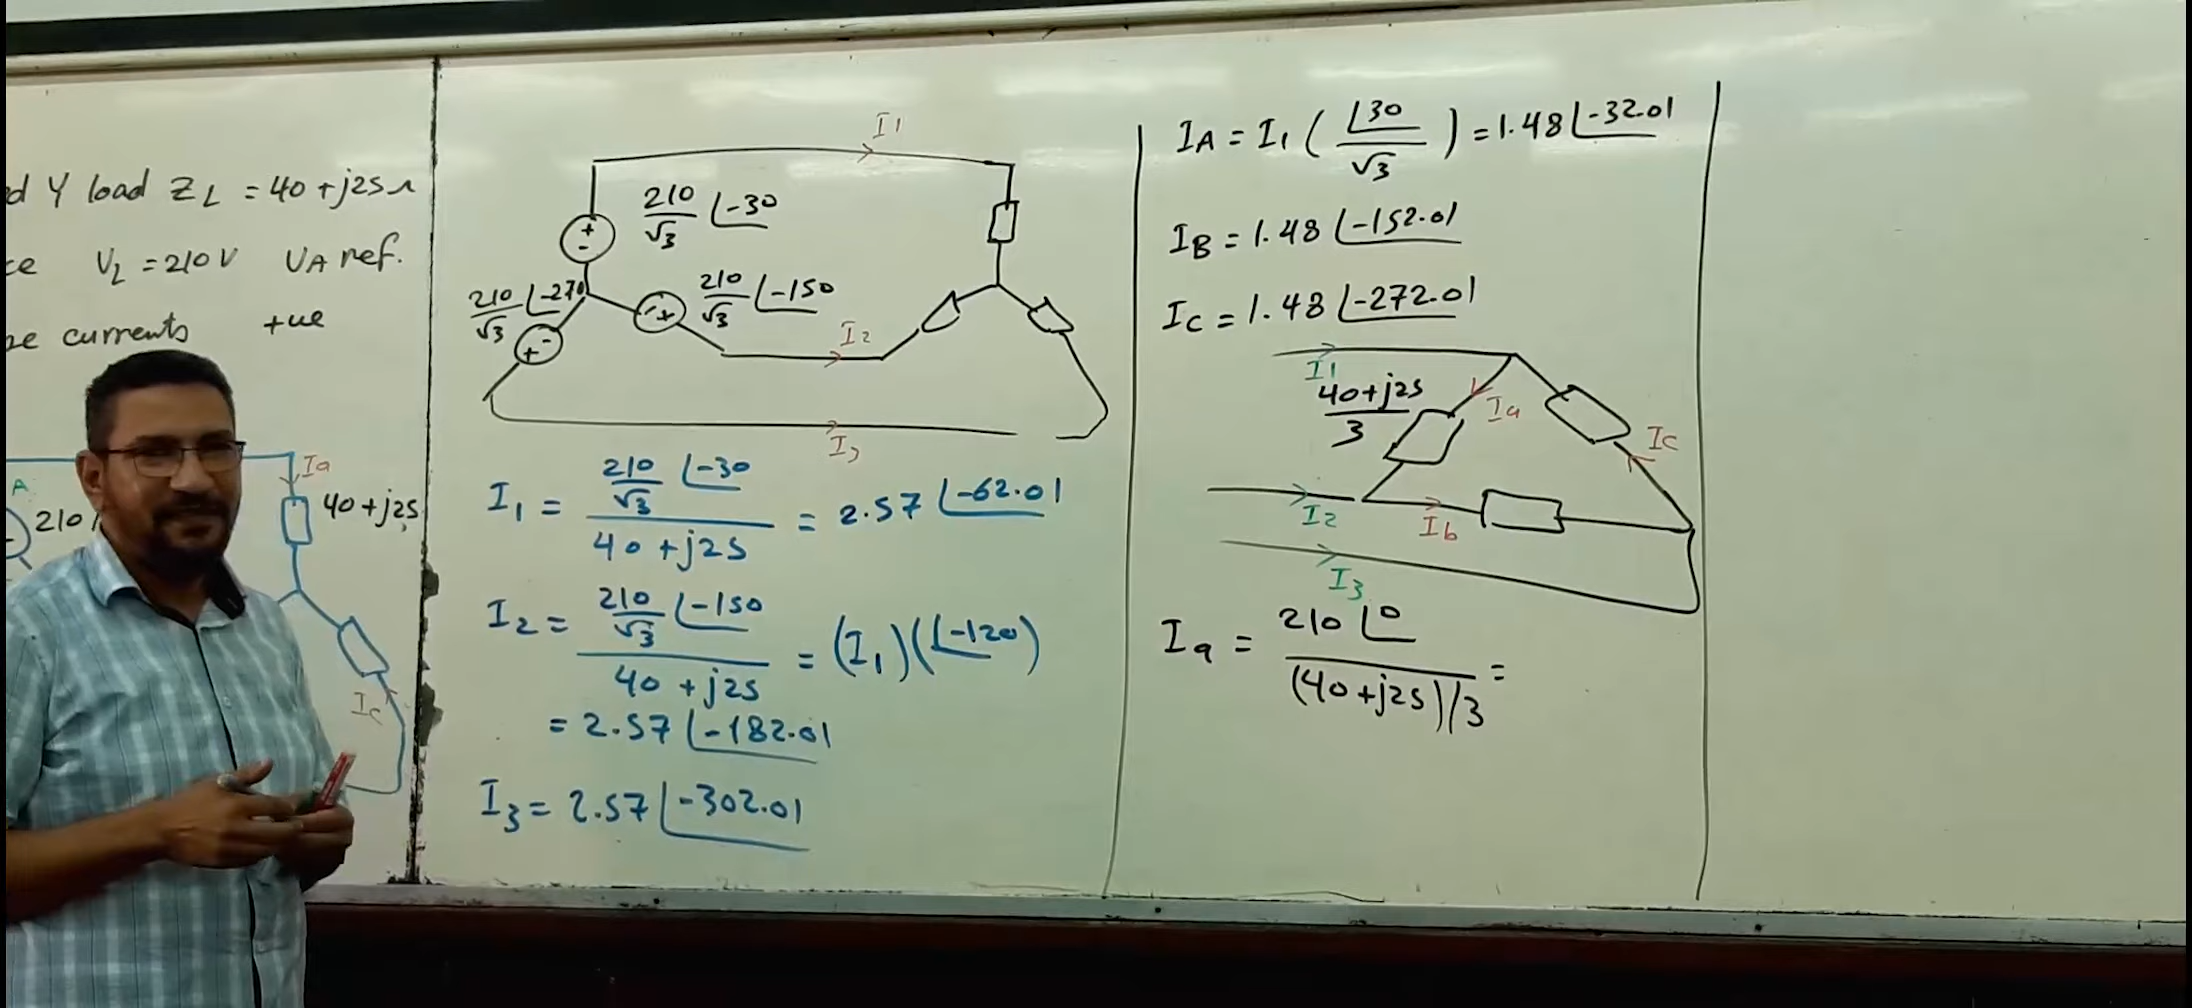 d Y load Z_L = 40 + j25 Ω
ce V_L = 210 V VA ref.
se currents +ve
A
210
Ia
40 + j25
Ic
I1
210/√3 ∠-30
210/√3 ∠-270
210/√3 ∠-150
+
-
- +
+ -
I2
I3
I1 = (210/√3 ∠-30) / (40 + j25) = 2.57 ∠-62.01
I2 = (210/√3 ∠-150) / (40 + j25) = (I1)(∠-120)
= 2.57 ∠-182.01
I3 = 2.57 ∠-302.01
IA = I1 (∠30 / √3) = 1.48 ∠-32.01
IB = 1.48 ∠-152.01
IC = 1.48 ∠-272.01
I1
(40 + j25) / 3
Ia
Ic
I2
Ib
I3
Ia = 210 ∠0 / (40 + j25)/3 =